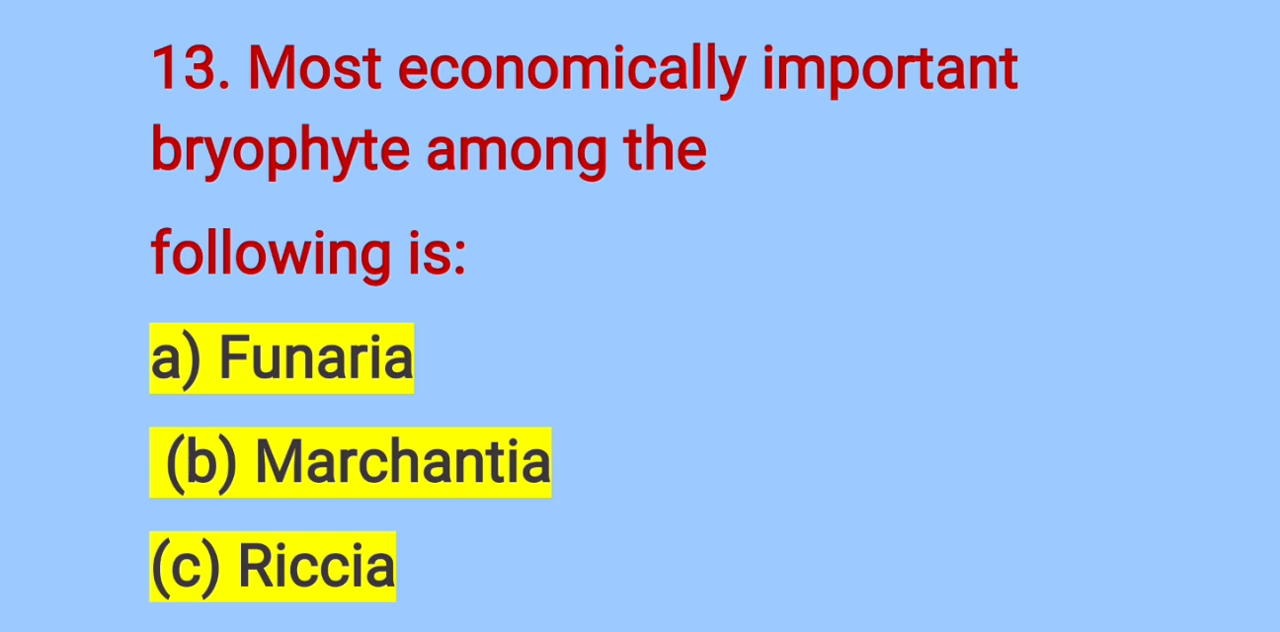 13. Most economically important
bryophyte among the
following is:
a) Funaria
(b) Marchantia
(c) Riccia